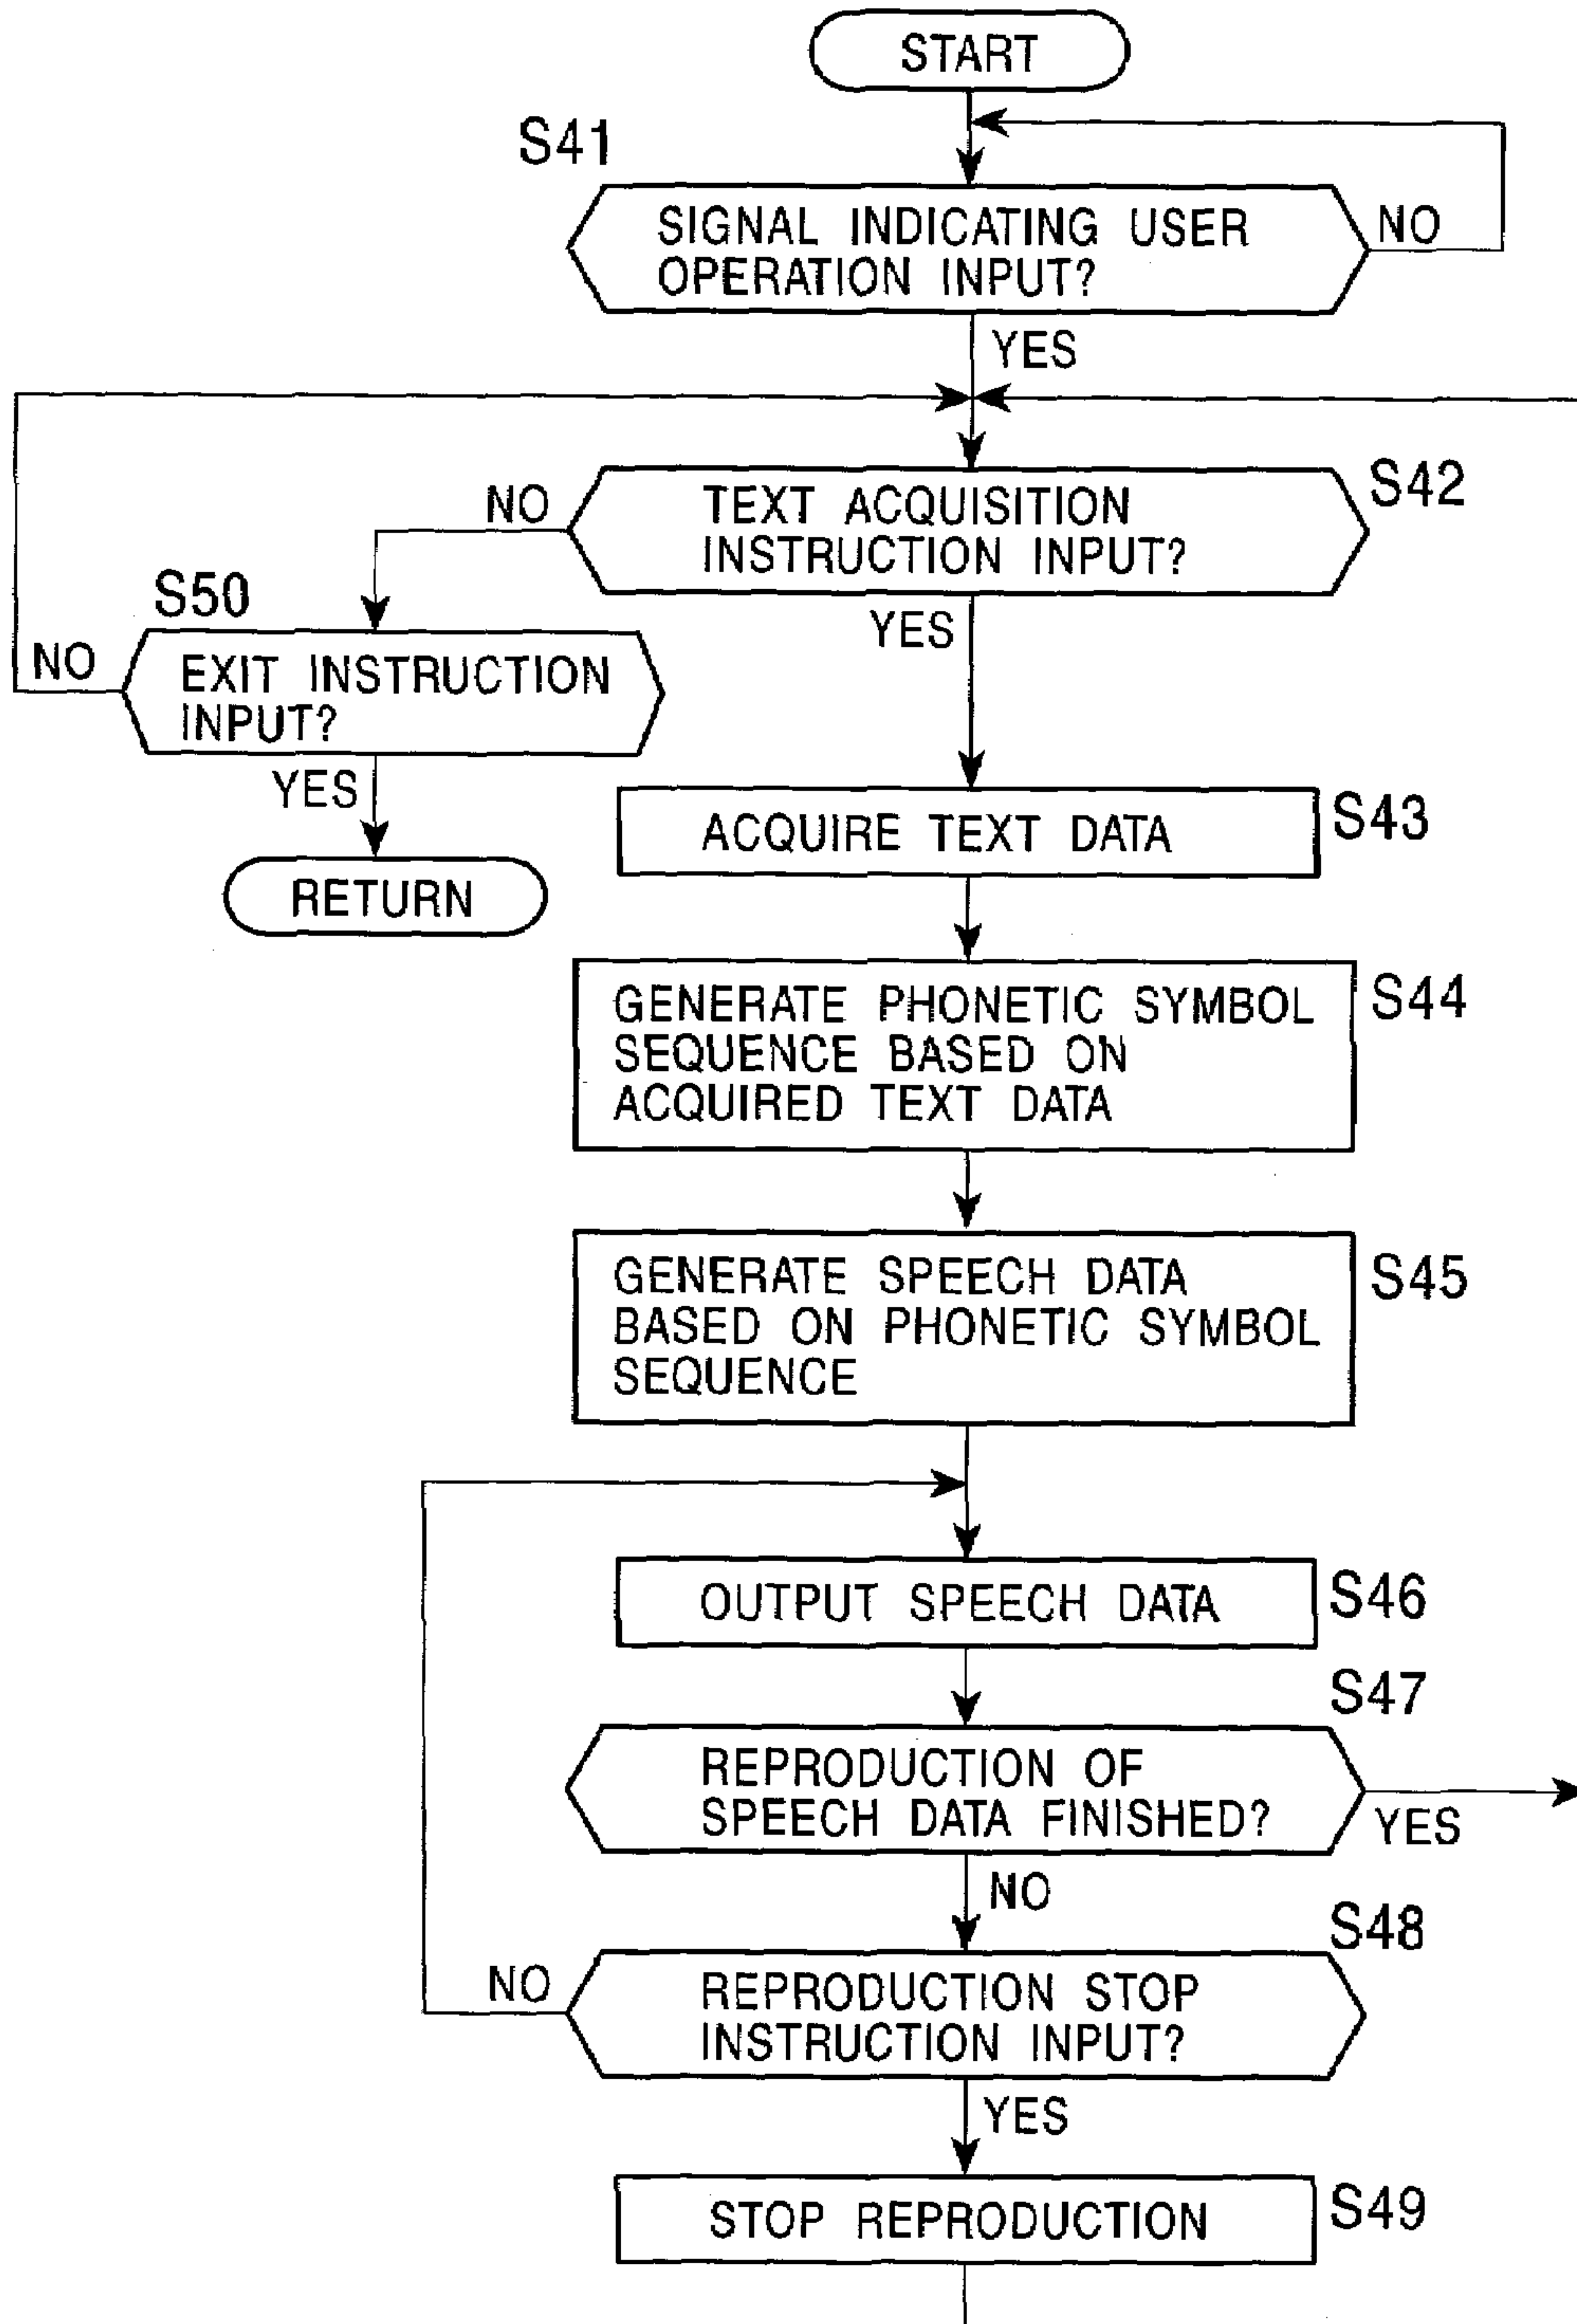 START
S41
SIGNAL INDICATING USER
OPERATION INPUT?
NO
YES
S42
NO
TEXT ACQUISITION
INSTRUCTION INPUT?
S50
YES
NO
EXIT INSTRUCTION
INPUT?
YES
S43
ACQUIRE TEXT DATA
RETURN
S44
GENERATE PHONETIC SYMBOL
SEQUENCE BASED ON
ACQUIRED TEXT DATA
S45
GENERATE SPEECH DATA
BASED ON PHONETIC SYMBOL
SEQUENCE
S46
OUTPUT SPEECH DATA
S47
REPRODUCTION OF
SPEECH DATA FINISHED?
YES
NO
S48
NO
REPRODUCTION STOP
INSTRUCTION INPUT?
YES
S49
STOP REPRODUCTION